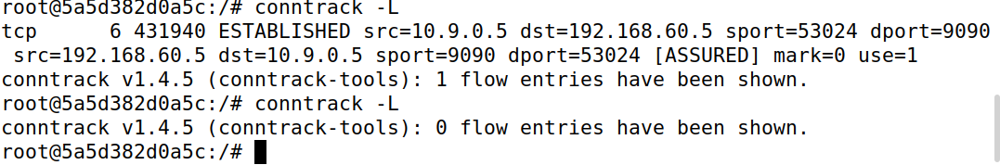 root@5a5d382d0a5c:/# conntrack -L
tcp      6 431940 ESTABLISHED src=10.9.0.5 dst=192.168.60.5 sport=53024 dport=9090
 src=192.168.60.5 dst=10.9.0.5 sport=9090 dport=53024 [ASSURED] mark=0 use=1
conntrack v1.4.5 (conntrack-tools): 1 flow entries have been shown.
root@5a5d382d0a5c:/# conntrack -L
conntrack v1.4.5 (conntrack-tools): 0 flow entries have been shown.
root@5a5d382d0a5c:/#